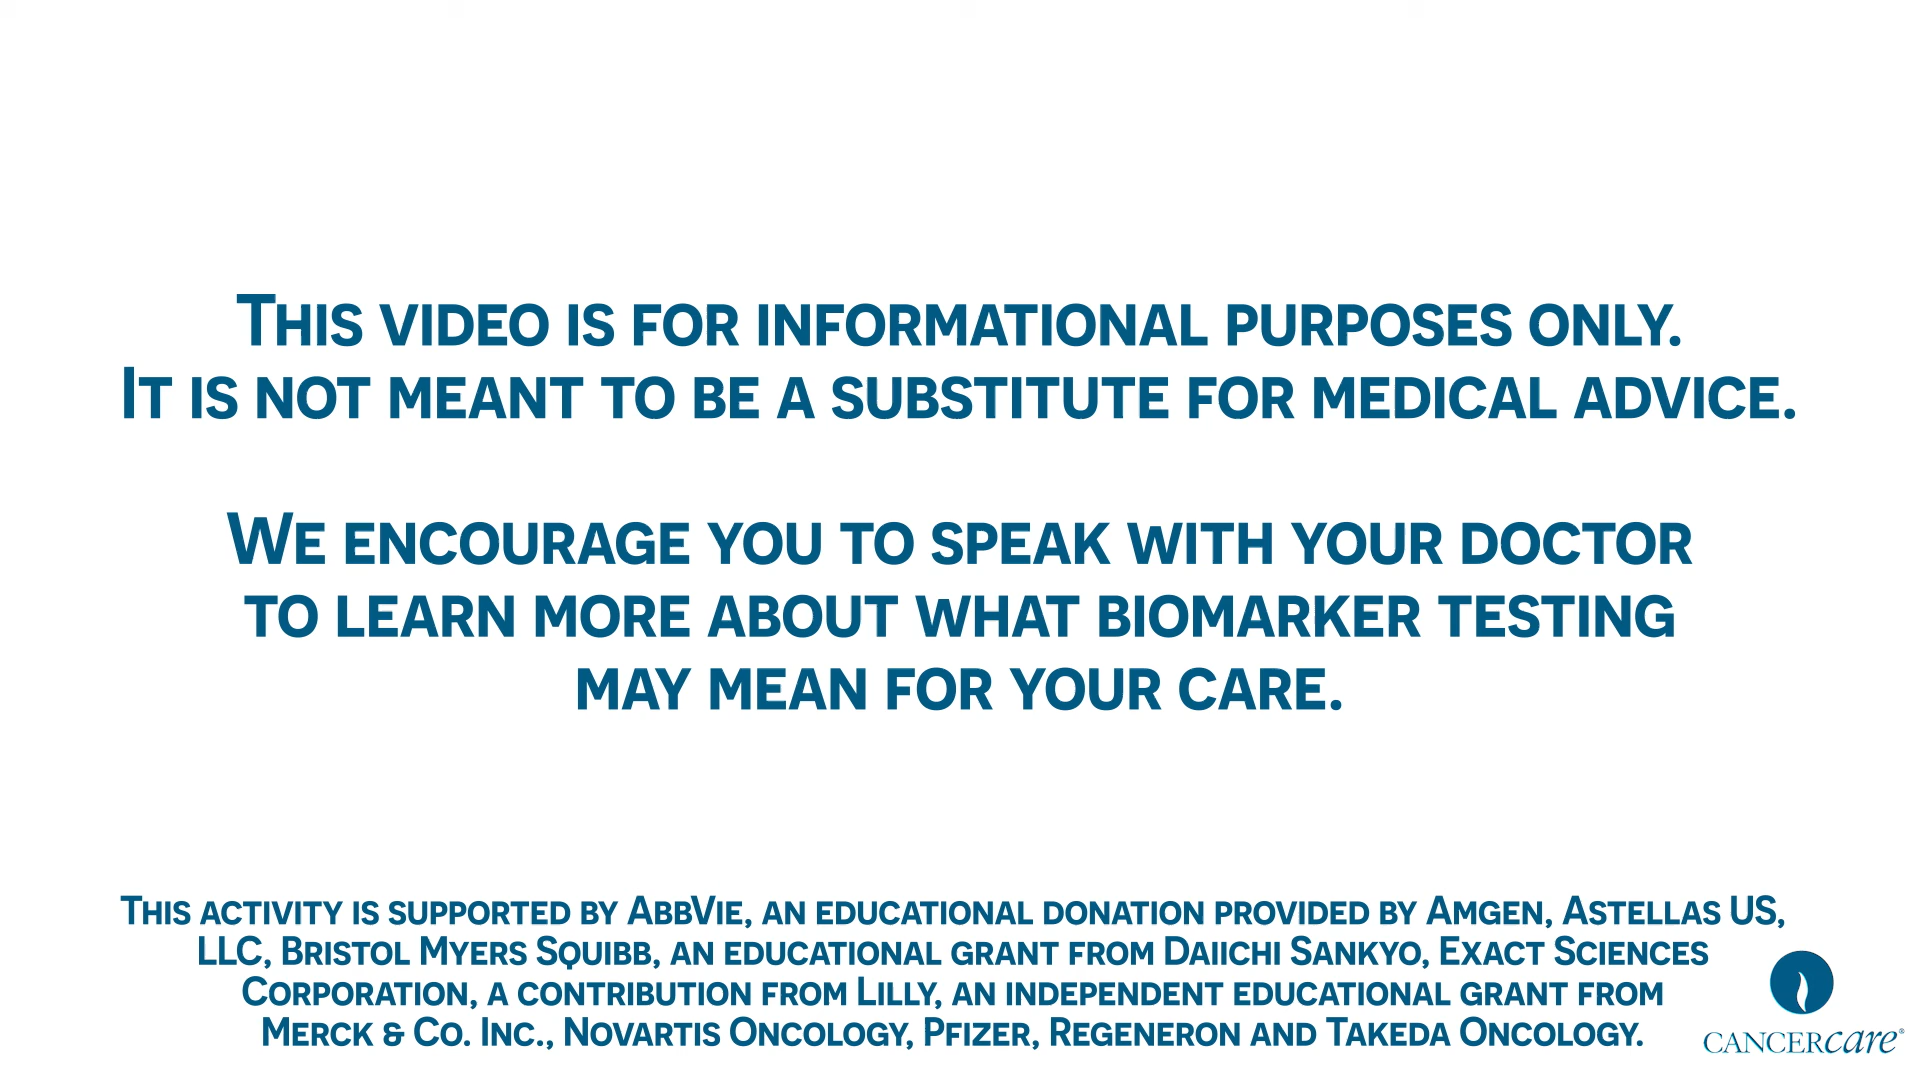 This video is for informational purposes only.
It is not meant to be a substitute for medical advice.
We encourage you to speak with your doctor
to learn more about what biomarker testing
may mean for your care.
This activity is supported by AbbVie, an educational donation provided by Amgen, Astellas US,
LLC, Bristol Myers Squibb, an educational grant from Daiichi Sankyo, Exact Sciences
Corporation, a contribution from Lilly, an independent educational grant from
Merck & Co. Inc., Novartis Oncology, Pfizer, Regeneron and Takeda Oncology.
CANCERcare®